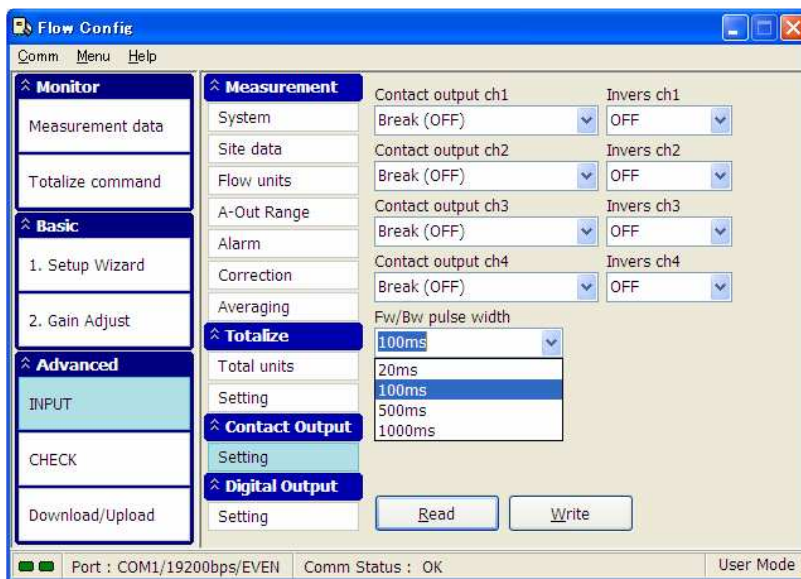 Flow Config
Comm Menu Help
Monitor
Measurement data
Totalize command
Basic
1. Setup Wizard
2. Gain Adjust
Advanced
INPUT
CHECK
Download/Upload
Measurement
System
Site data
Flow units
A-Out Range
Alarm
Correction
Averaging
Totalize
Total units
Setting
Contact Output
Setting
Digital Output
Setting
Contact output ch1 Invers ch1
Break (OFF) OFF
Contact output ch2 Invers ch2
Break (OFF) OFF
Contact output ch3 Invers ch3
Break (OFF) OFF
Contact output ch4 Invers ch4
Break (OFF) OFF
Fw/Bw pulse width
100ms
20ms
100ms
500ms
1000ms
Read Write
Port : COM1/19200bps/EVEN Comm Status : OK User Mode